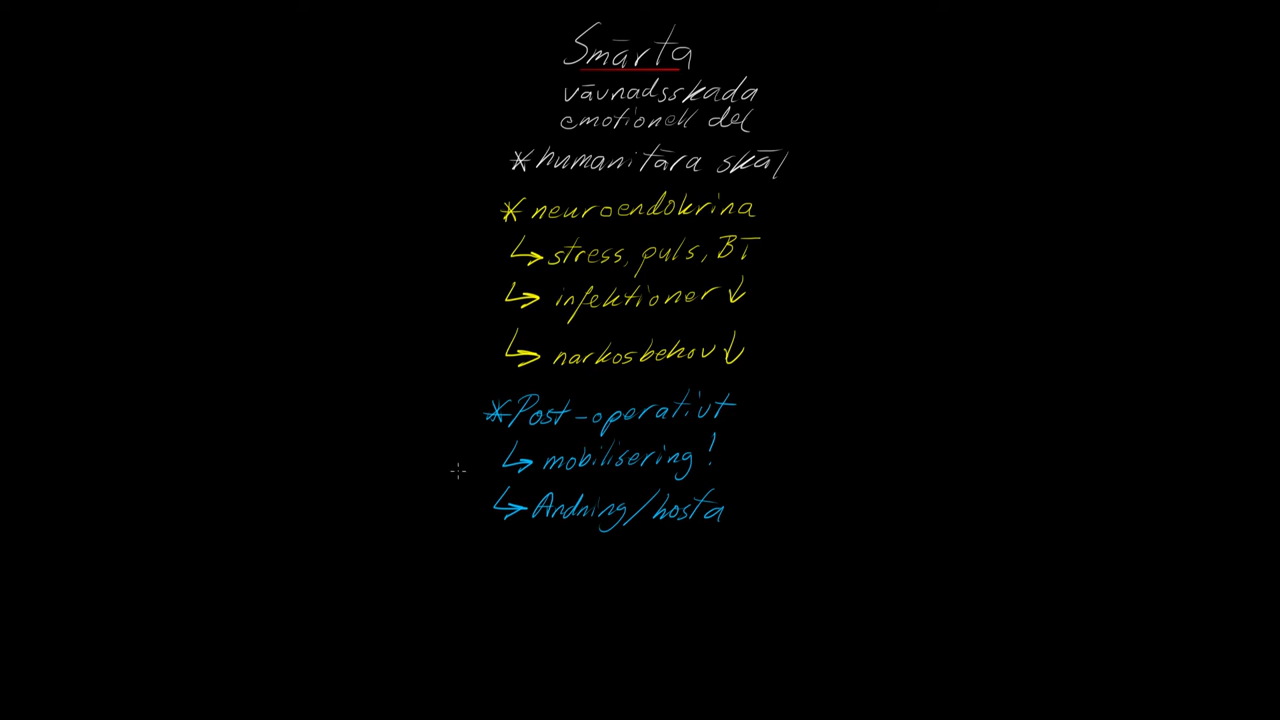 Smärta
vävnadsskada
emotionell del
* humanitära skäl
* neuroendokrina
↳ stress, puls, BT
↳ infektioner ↓
↳ narkosbehov ↓
* Post-operativt
↳ mobilisering!
↳ Andning/hosta